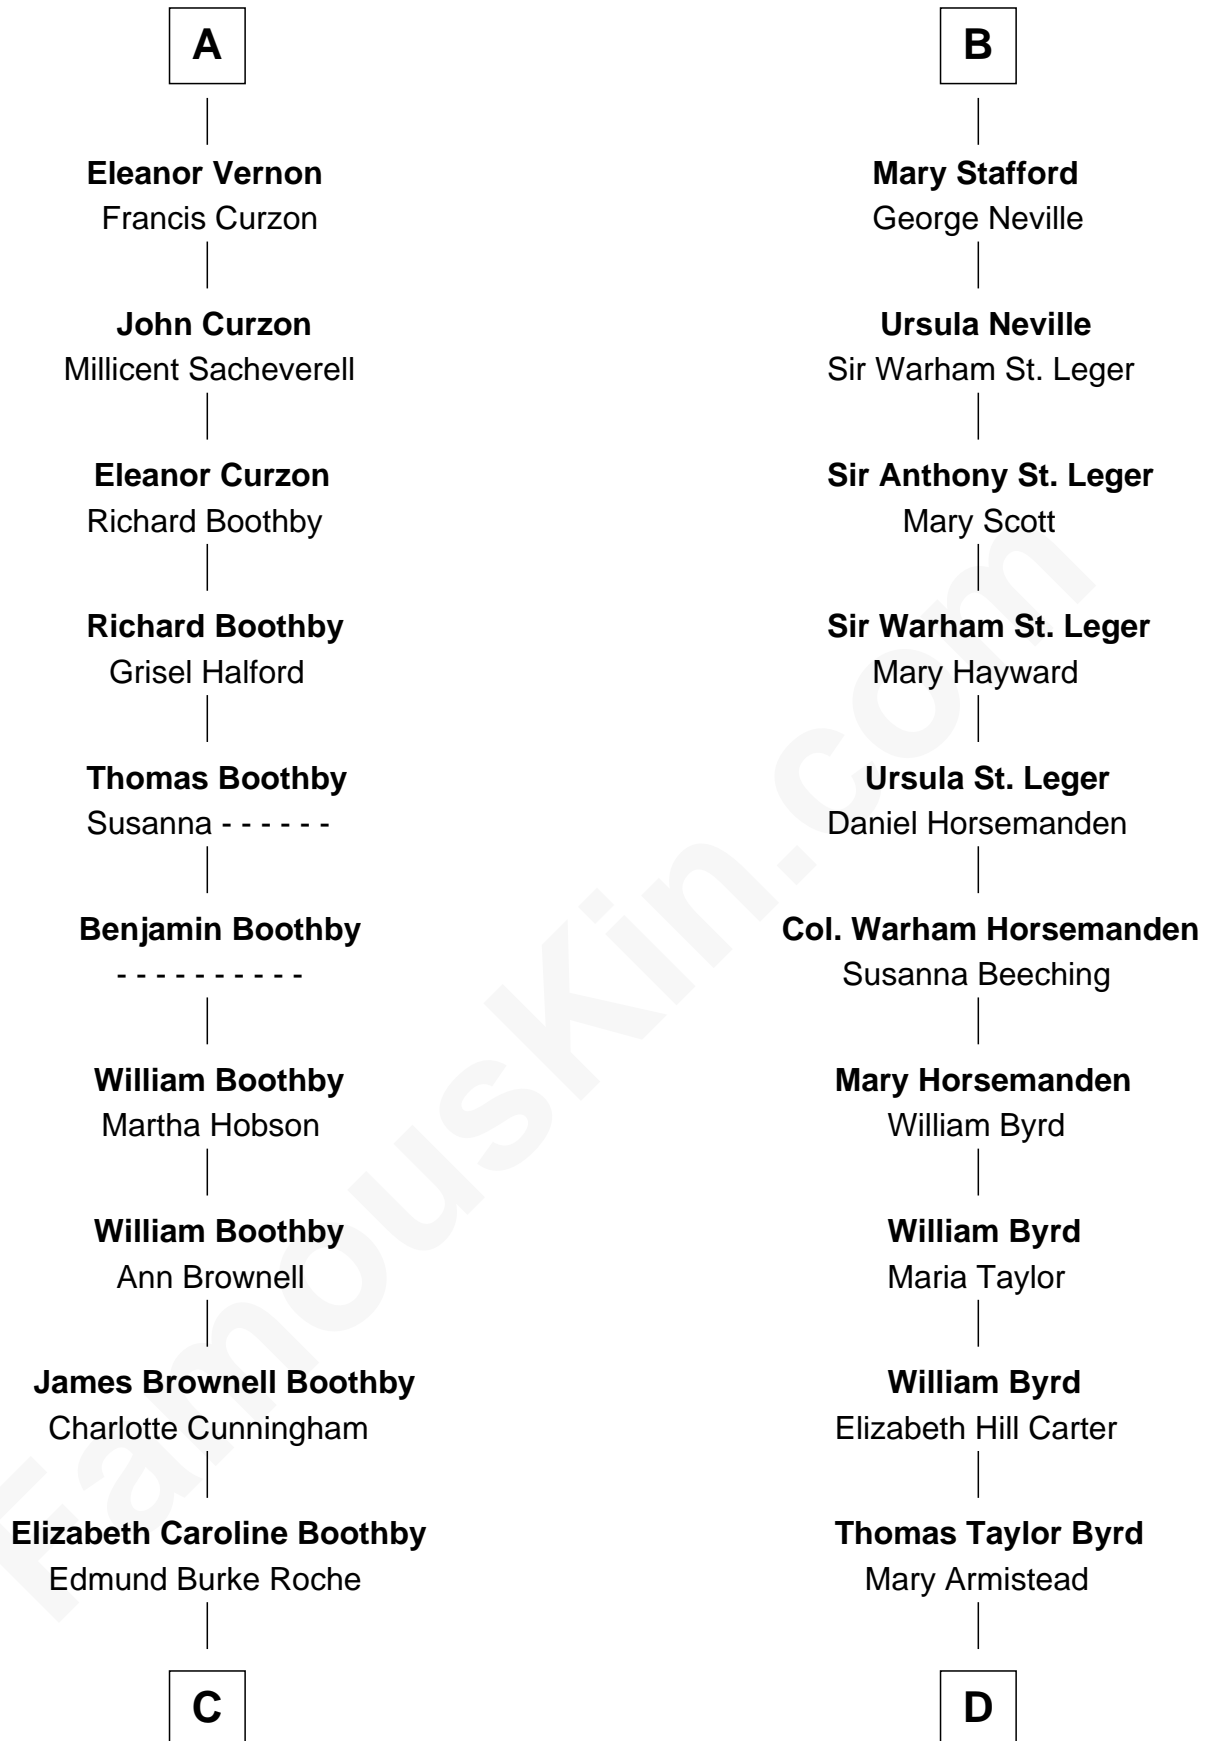 A
Eleanor Vernon
Francis Curzon
John Curzon
Millicent Sacheverell
Eleanor Curzon
Richard Boothby
Richard Boothby
Grisel Halford
Thomas Boothby
Susanna - - - - - -
Benjamin Boothby
- - - - - - - - - -
William Boothby
Martha Hobson
William Boothby
Ann Brownell
James Brownell Boothby
Charlotte Cunningham
Elizabeth Caroline Boothby
Edmund Burke Roche
C
B
Mary Stafford
George Neville
Ursula Neville
Sir Warham St. Leger
Sir Anthony St. Leger
Mary Scott
Sir Warham St. Leger
Mary Hayward
Ursula St. Leger
Daniel Horsemanden
Col. Warham Horsemanden
Susanna Beeching
Mary Horsemanden
William Byrd
William Byrd
Maria Taylor
William Byrd
Elizabeth Hill Carter
Thomas Taylor Byrd
Mary Armistead
D
FamousKin.com